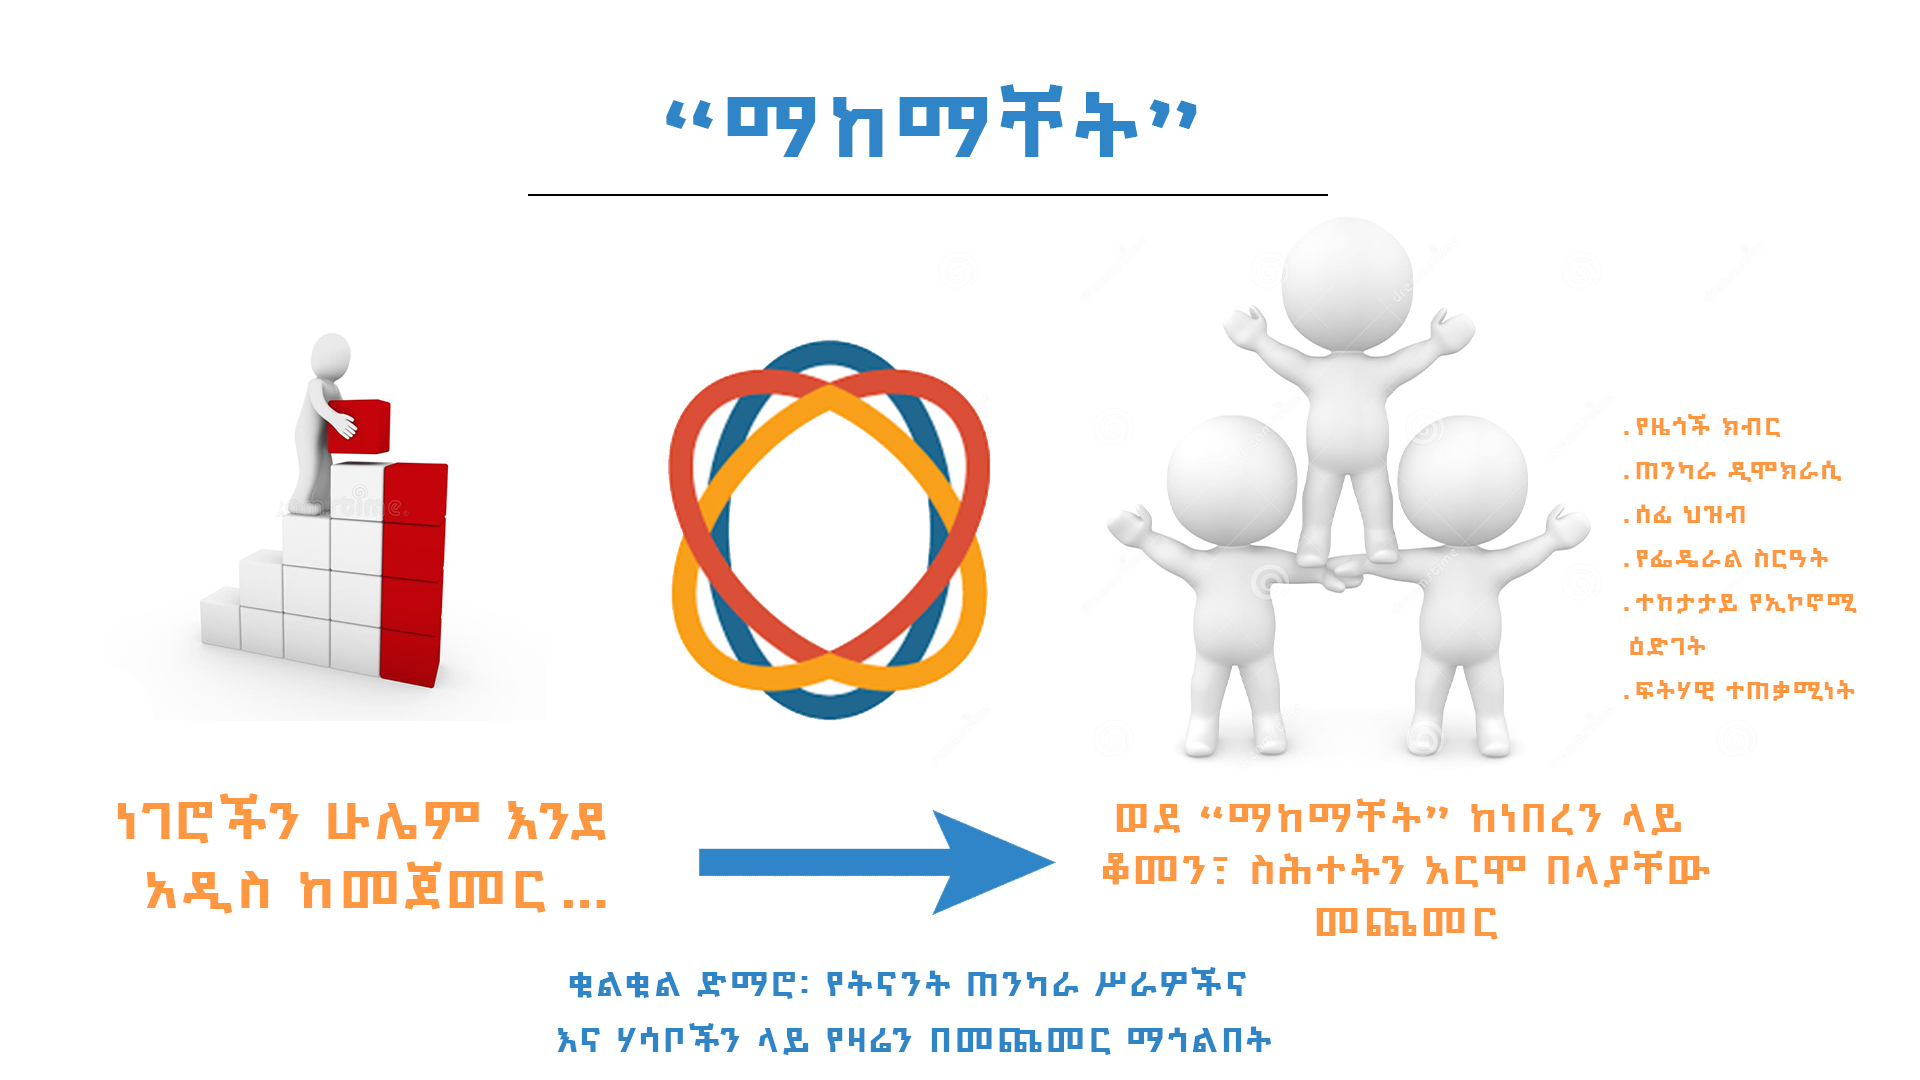 “ማከማቸት”
.የዜጎች ክብር
.ጠንካራ ዲሞክራሲ
.ሰፊ ህዝብ
.የፌዴራል ስርዓት
.ተከታታይ የኢኮኖሚ
ዕድገት
.ፍትሃዊ ተጠቃሚነት
ነገሮችን ሁሌም እንደ
አዲስ ከመጀመር ...
ወደ “ማከማቸት” ከነበረን ላይ
ቆመን፣ ስሕተትን አርሞ በላያቸው
መጨመር
ቁልቁል ድማሮ: የትናንት ጠንካራ ሥራዎችና
እና ሃሳቦችን ላይ የዛሬን በመጨመር ማጎልበት